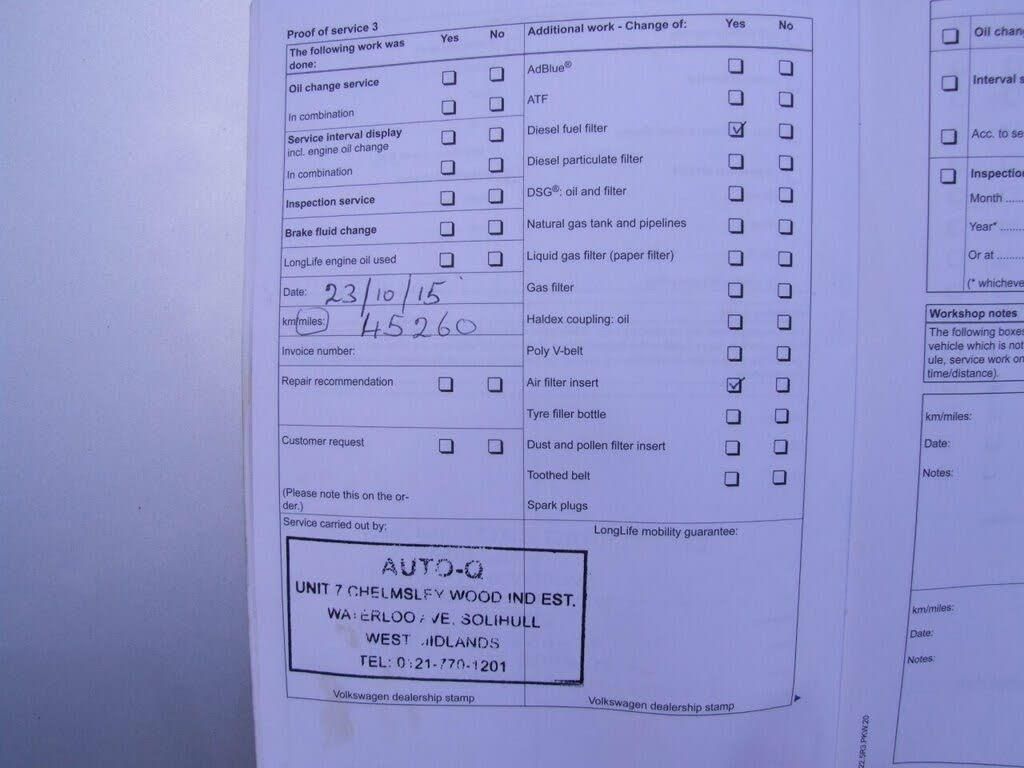 Proof of service 3
Yes No
The following work was
done:
Oil change service
In combination
Service interval display
incl. engine oil change
In combination
Inspection service
Brake fluid change
LongLife engine oil used
Date: 23/10/15
km/miles: 45260
Invoice number:
Repair recommendation
Customer request
(Please note this on the or-
der.)
Service carried out by:
AUTO-Q
UNIT 7 CHELMSLEY WOOD IND EST.
WATERLOO AVE. SOLIHULL
WEST MIDLANDS
TEL: 0121-770-1201
Volkswagen dealership stamp
Additional work - Change of: Yes No
AdBlue®
ATF
Diesel fuel filter
Diesel particulate filter
DSG®: oil and filter
Natural gas tank and pipelines
Liquid gas filter (paper filter)
Gas filter
Haldex coupling: oil
Poly V-belt
Air filter insert
Tyre filler bottle
Dust and pollen filter insert
Toothed belt
Spark plugs
LongLife mobility guarantee:
Volkswagen dealership stamp
Oil chan
Interval s
Acc. to se
Inspection
Month ......
Year* ........
Or at .........
(* whicheve
Workshop notes
The following boxes
vehicle which is not
ule, service work on
time/distance).
km/miles:
Date:
Notes:
km/miles:
Date:
Notes:
22.5R3.PKW.20